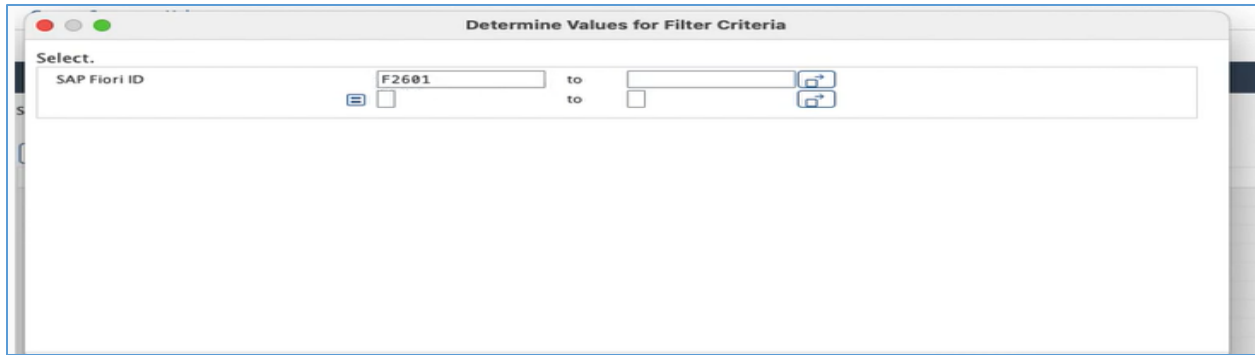 Determine Values for Filter Criteria
Select.
SAP Fiori ID F2601 to
to